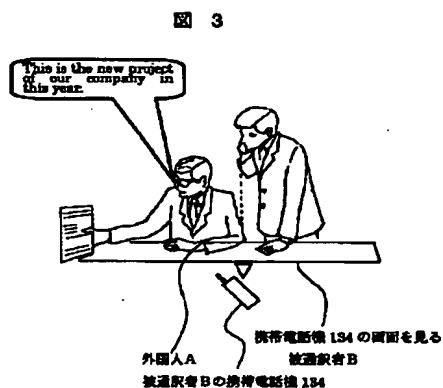 図 3
This is the new project
of our company in
this year.
携帯電話機 134 の画面を見る
外国人A
被通訳者B
被通訳者Bの携帯電話機 134